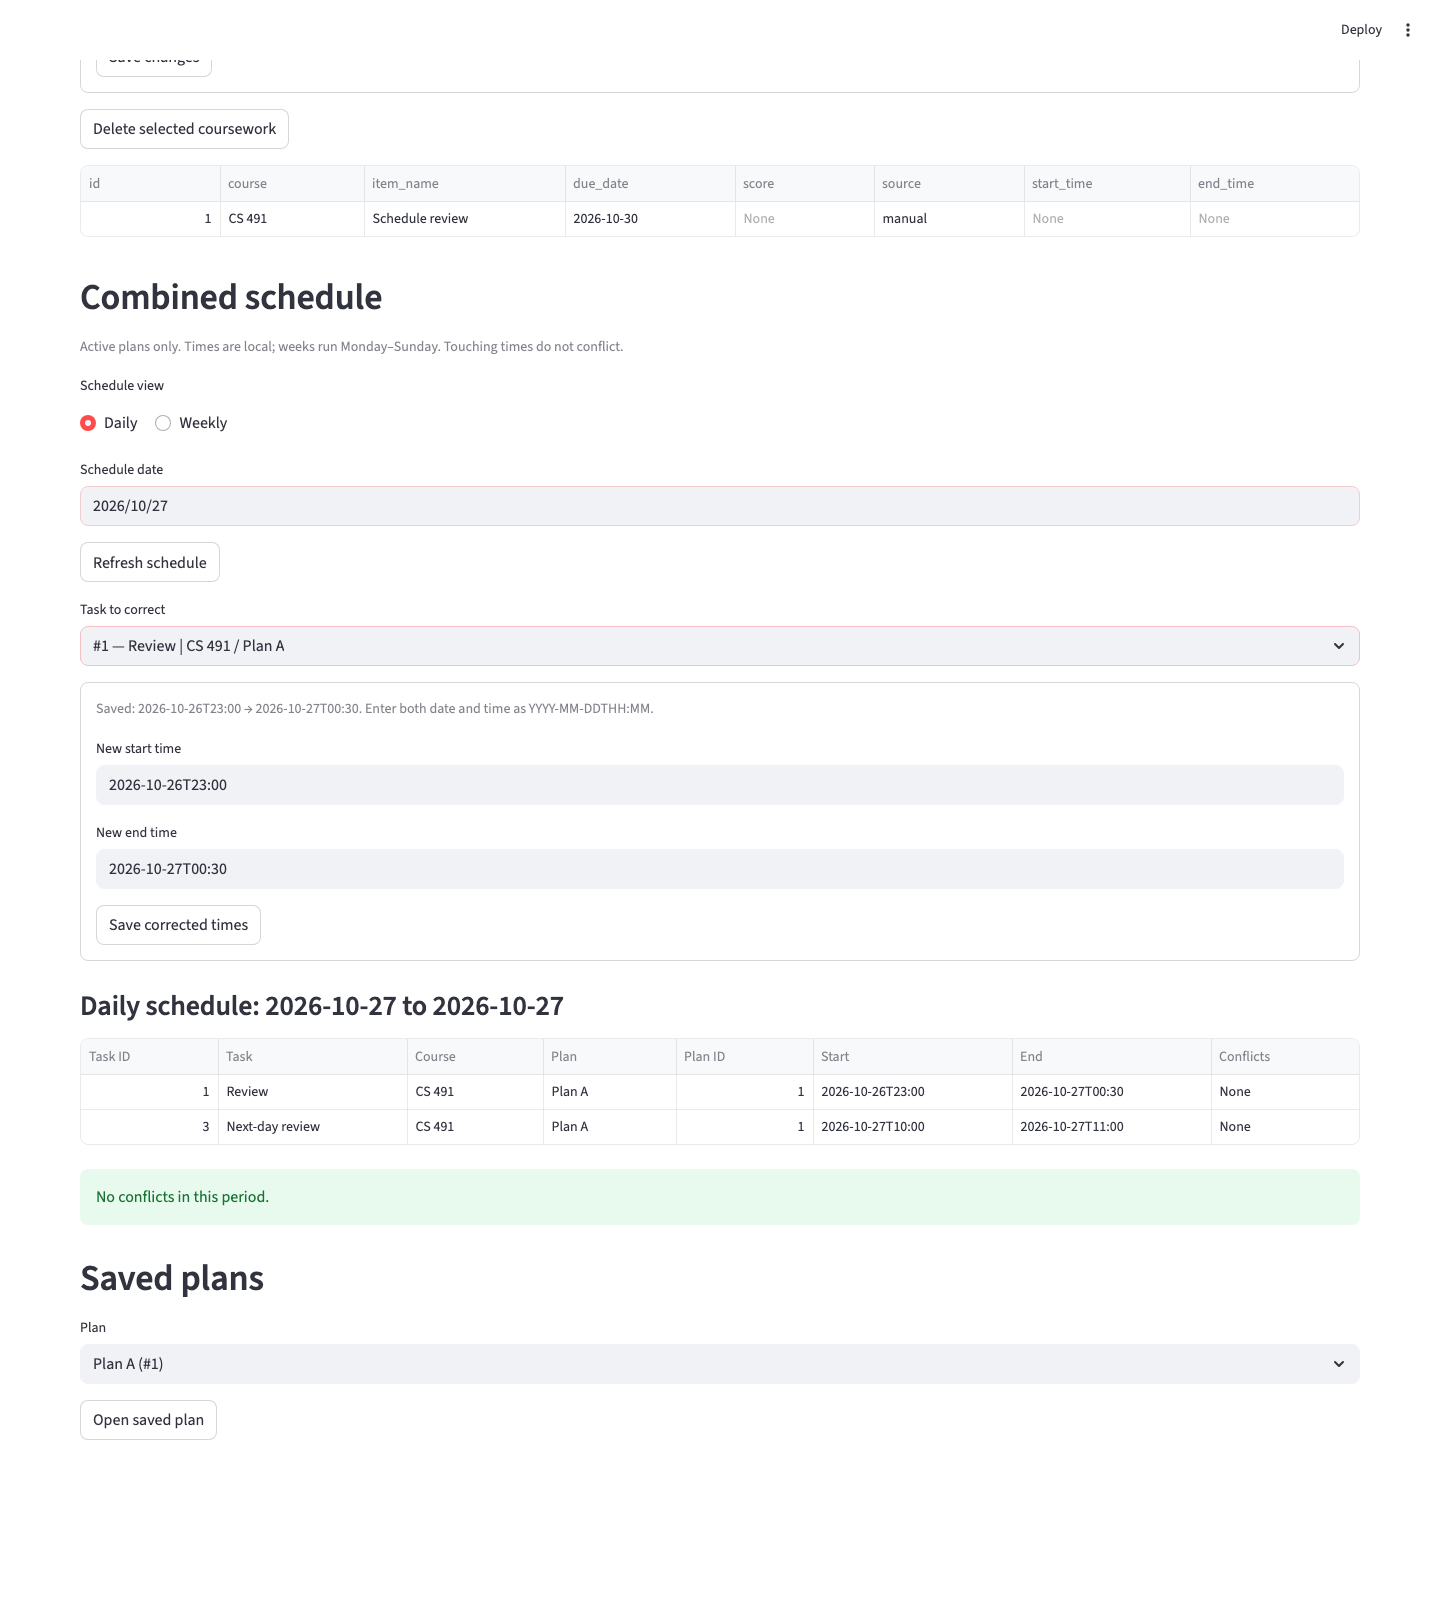 Deploy
Save changes
Delete selected coursework
id course item_name due_date score source start_time end_time
1 CS 491 Schedule review 2026-10-30 None manual None None
Combined schedule
Active plans only. Times are local; weeks run Monday–Sunday. Touching times do not conflict.
Schedule view
Daily Weekly
Schedule date
2026/10/27
Refresh schedule
Task to correct
#1 — Review | CS 491 / Plan A
Saved: 2026-10-26T23:00 → 2026-10-27T00:30. Enter both date and time as YYYY-MM-DDTHH:MM.
New start time
2026-10-26T23:00
New end time
2026-10-27T00:30
Save corrected times
Daily schedule: 2026-10-27 to 2026-10-27
Task ID Task Course Plan Plan ID Start End Conflicts
1 Review CS 491 Plan A 1 2026-10-26T23:00 2026-10-27T00:30 None
3 Next-day review CS 491 Plan A 1 2026-10-27T10:00 2026-10-27T11:00 None
No conflicts in this period.
Saved plans
Plan
Plan A (#1)
Open saved plan